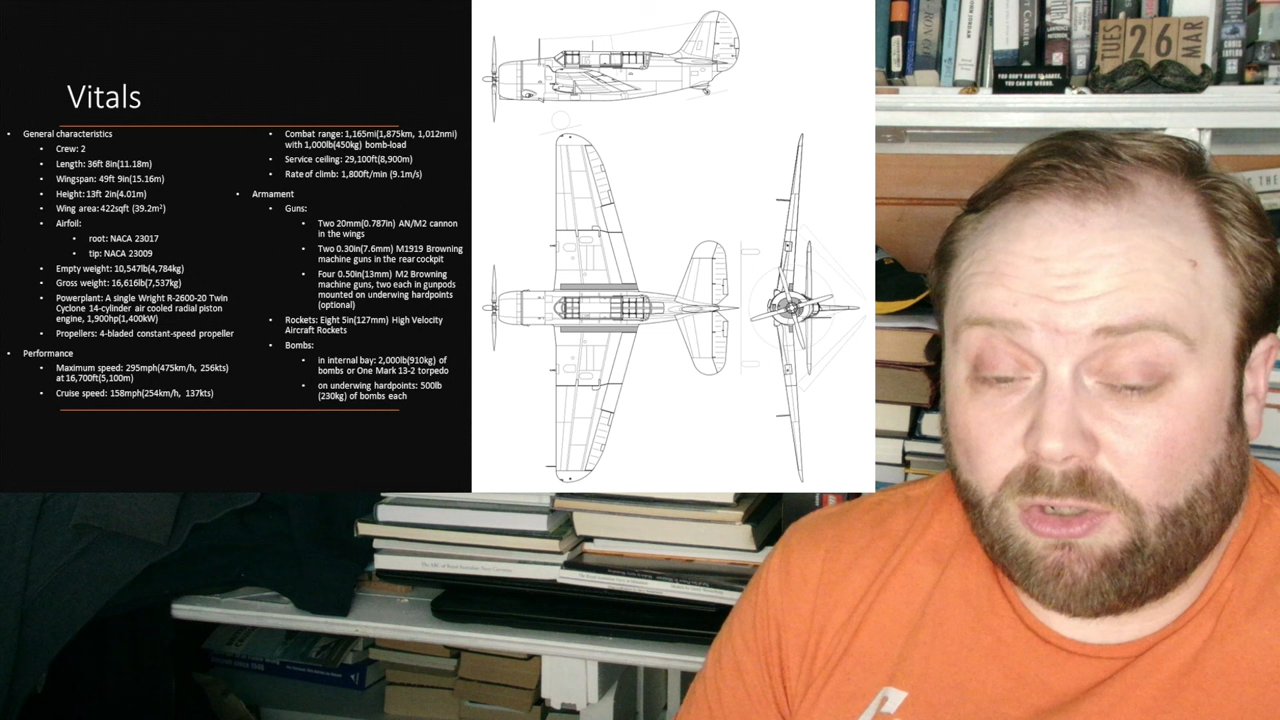 Vitals
General characteristics
Crew: 2
Length: 36ft 8in(11.18m)
Wingspan: 49ft 9in(15.16m)
Height: 13ft 2in(4.01m)
Wing area: 422sqft (39.2m²)
Airfoil:
root: NACA 23017
tip: NACA 23009
Empty weight: 10,547lb(4,784kg)
Gross weight: 16,616lb(7,537kg)
Powerplant: A single Wright R-2600-20 Twin
Cyclone 14-cylinder air cooled radial piston
engine, 1,900hp(1,400kW)
Propellers: 4-bladed constant-speed propeller
Performance
Maximum speed: 295mph(475km/h, 256kts)
at 16,700ft(5,100m)
Cruise speed: 158mph(254km/h, 137kts)
Combat range: 1,165mi(1,875km, 1,012nmi)
with 1,000lb(450kg) bomb-load
Service ceiling: 29,100ft(8,900m)
Rate of climb: 1,800ft/min (9.1m/s)
Armament
Guns:
Two 20mm(0.787in) AN/M2 cannon
in the wings
Two 0.30in(7.6mm) M1919 Browning
machine guns in the rear cockpit
Four 0.50in(13mm) M2 Browning
machine guns, two each in gunpods
mounted on underwing hardpoints
(optional)
Rockets: Eight 5in(127mm) High Velocity
Aircraft Rockets
Bombs:
in internal bay: 2,000lb(910kg) of
bombs or One Mark 13-2 torpedo
on underwing hardpoints: 500lb
(230kg) of bombs each
TUES 26 MAR
YOU CAN BE WRONG.